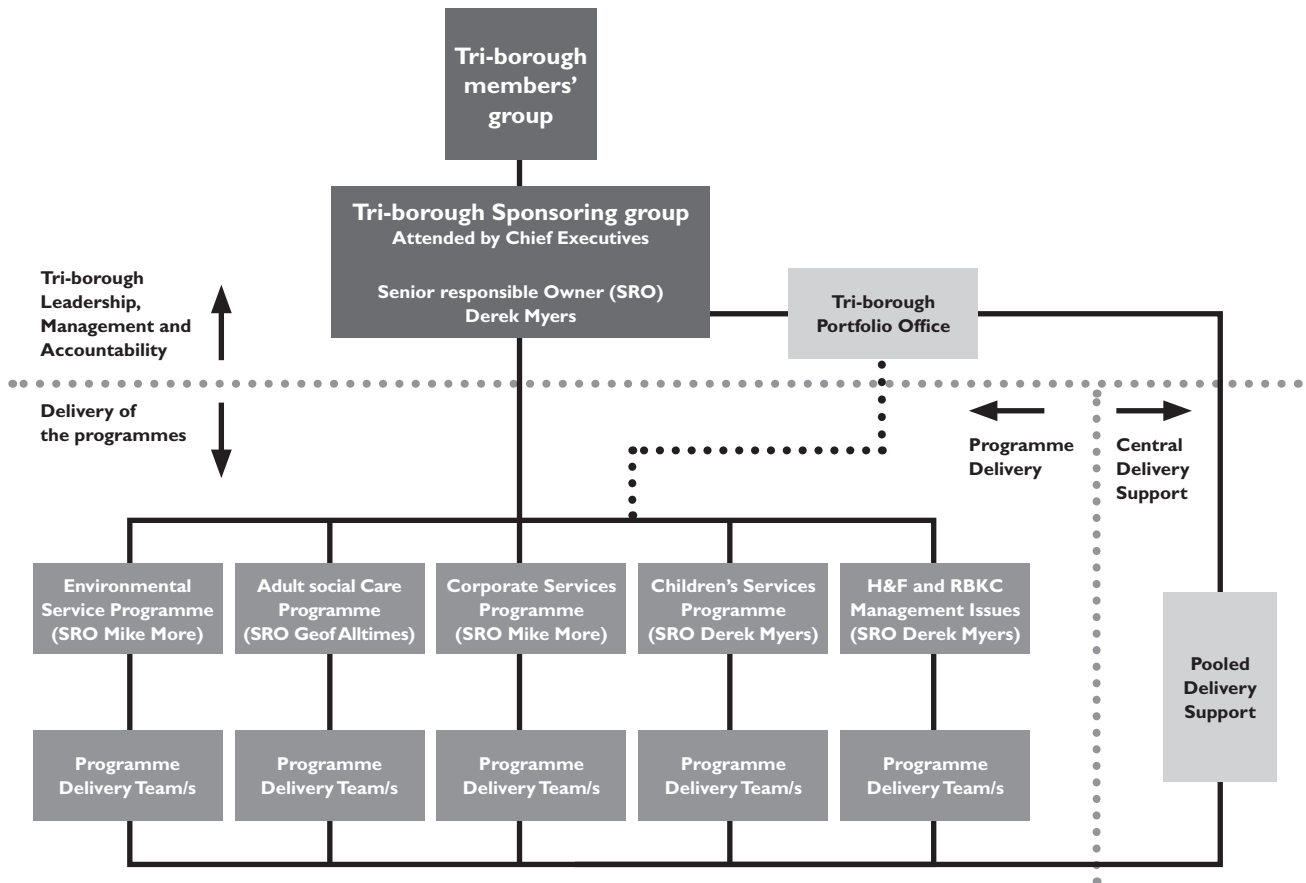 Tri-borough
members'
group
Tri-borough Sponsoring group
Attended by Chief Executives
Senior responsible Owner (SRO)
Derek Myers
Tri-borough
Portfolio Office
Tri-borough
Leadership,
Management and
Accountability
Delivery of
the programmes
Programme
Delivery
Central
Delivery
Support
Environmental
Service Programme
(SRO Mike More)
Adult social Care
Programme
(SRO Geof Alltimes)
Corporate Services
Programme
(SRO Mike More)
Children's Services
Programme
(SRO Derek Myers)
H&F and RBKC
Management Issues
(SRO Derek Myers)
Pooled
Delivery
Support
Programme
Delivery Team/s
Programme
Delivery Team/s
Programme
Delivery Team/s
Programme
Delivery Team/s
Programme
Delivery Team/s